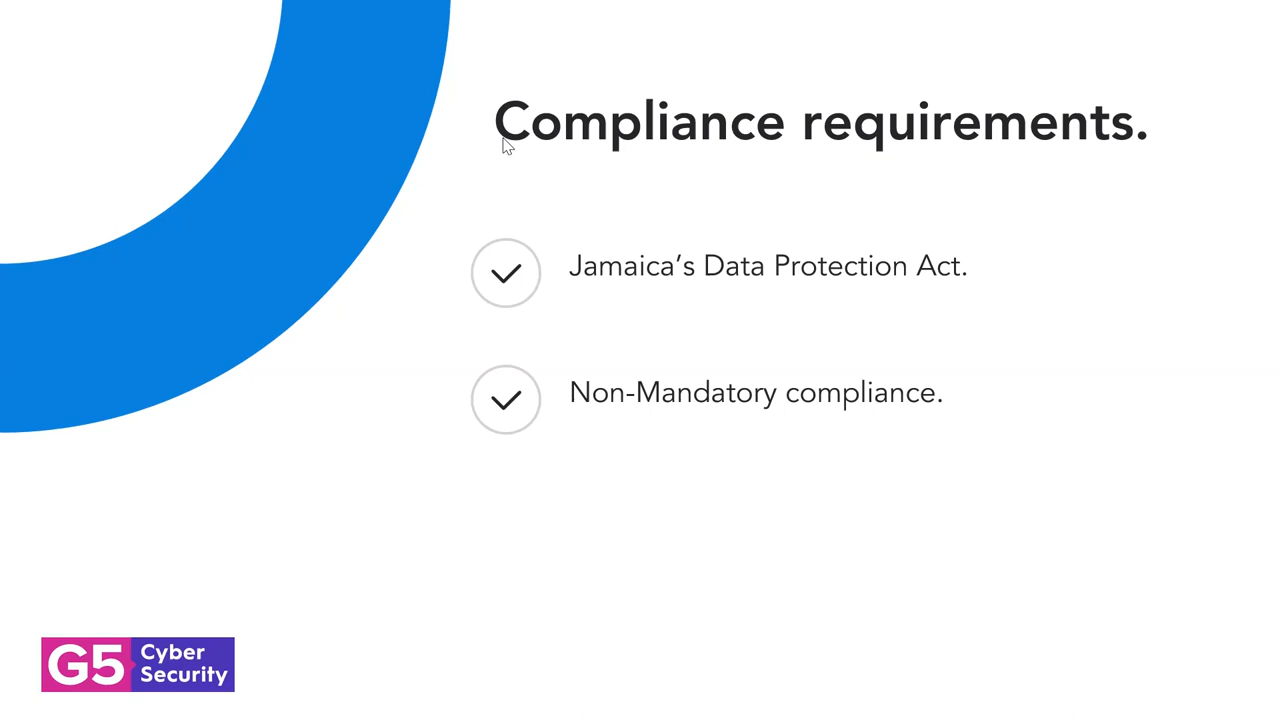 Compliance requirements.
Jamaica’s Data Protection Act.
Non-Mandatory compliance.
G5 Cyber
Security